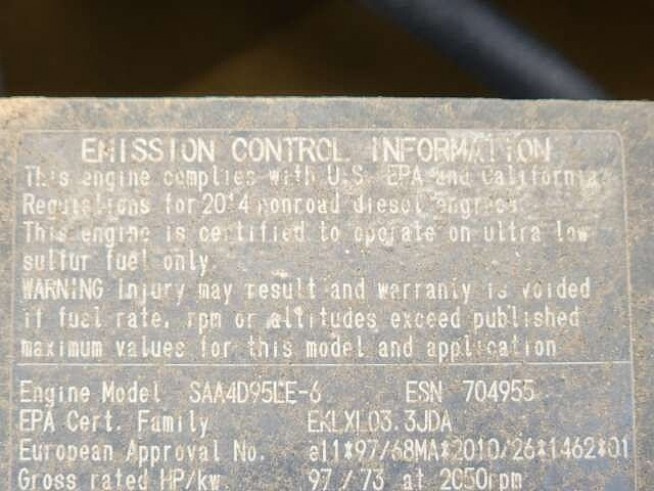 EMISSION CONTROL INFORMATION
This engine complies with U.S. EPA and California
Regulations for 2014 nonroad diesel engines
This engine is certified to operate on ultra low
sulfur fuel only.
WARNING Injury may result and warranty is voided
if fuel rate, rpm or altitudes exceed published
maximum values for this model and application
Engine Model SAA4D95LE-6 ESN 704955
EPA Cert. Family EKLXL03.3JDA
European Approval No. e11*97/68MA*2010/26*1462*01
Gross rated HP/kw. 97 / 73 at 2050rpm